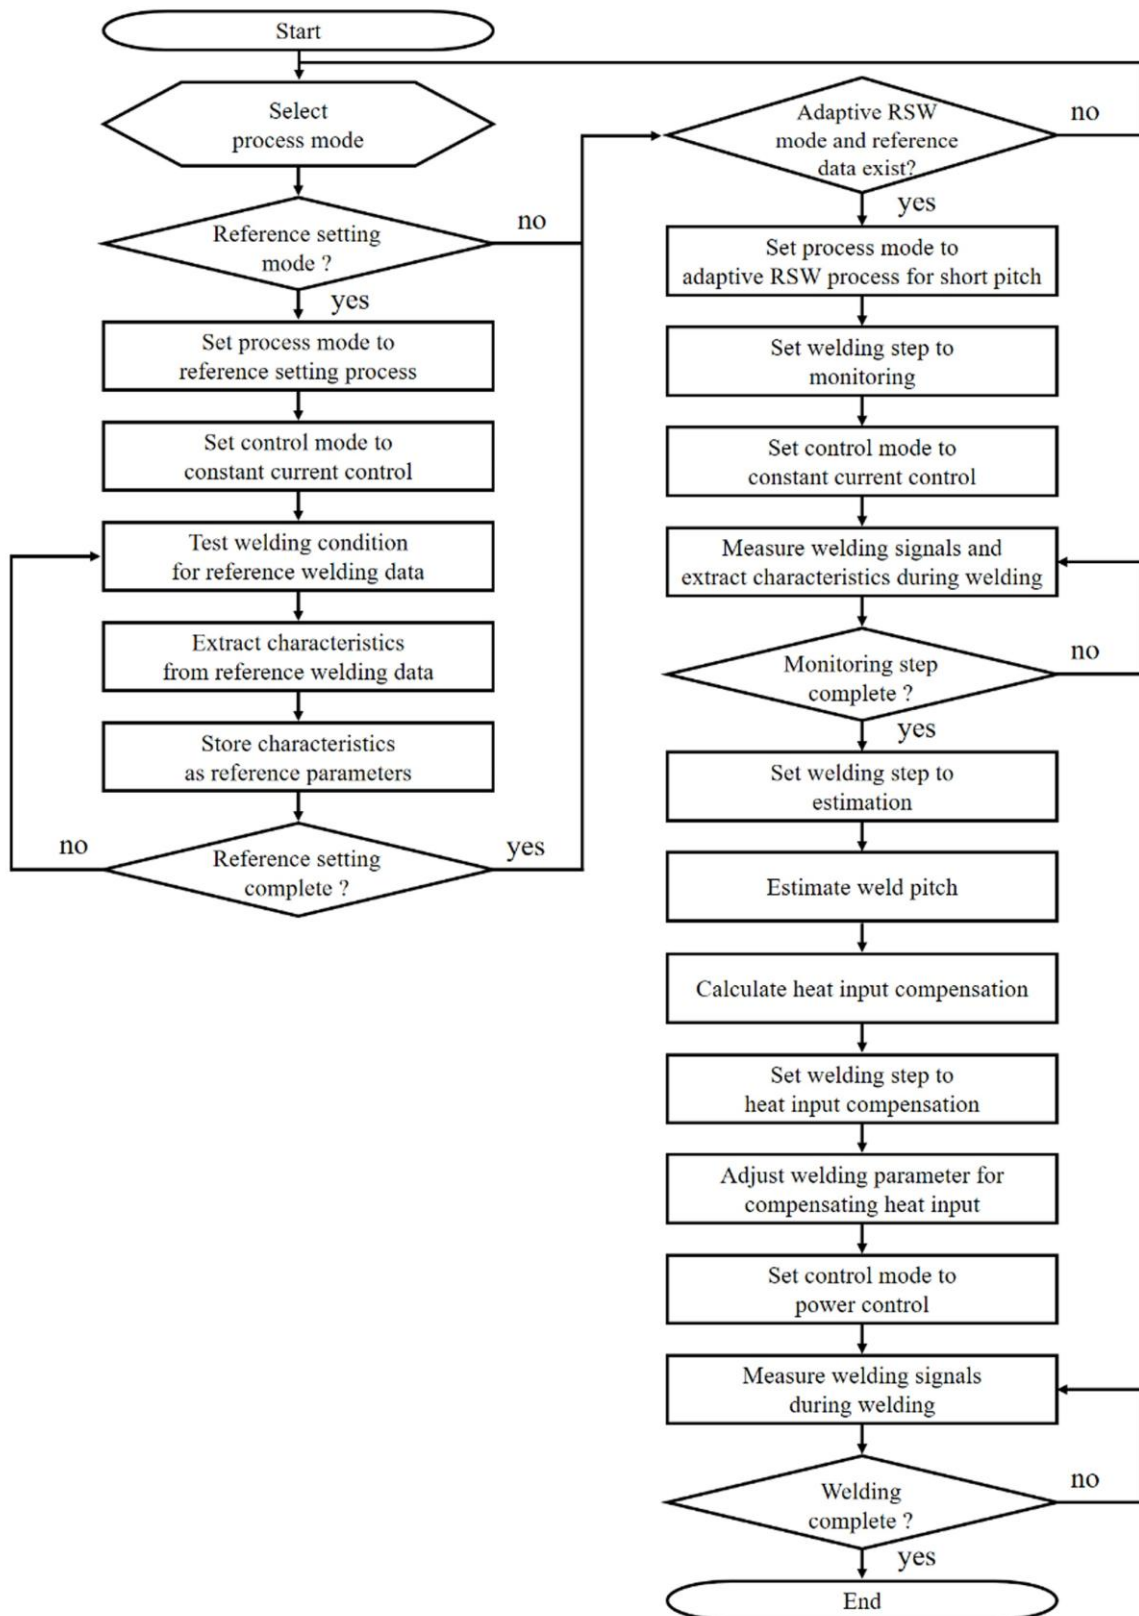 Start
Select
process mode
Reference setting
mode ?
no
yes
Set process mode to
reference setting process
Set control mode to
constant current control
Test welding condition
for reference welding data
Extract characteristics
from reference welding data
Store characteristics
as reference parameters
Reference setting
complete ?
no
yes
Adaptive RSW
mode and reference
data exist?
no
yes
Set process mode to
adaptive RSW process for short pitch
Set welding step to
monitoring
Set control mode to
constant current control
Measure welding signals and
extract characteristics during welding
Monitoring step
complete ?
no
yes
Set welding step to
estimation
Estimate weld pitch
Calculate heat input compensation
Set welding step to
heat input compensation
Adjust welding parameter for
compensating heat input
Set control mode to
power control
Measure welding signals
during welding
Welding
complete ?
no
yes
End